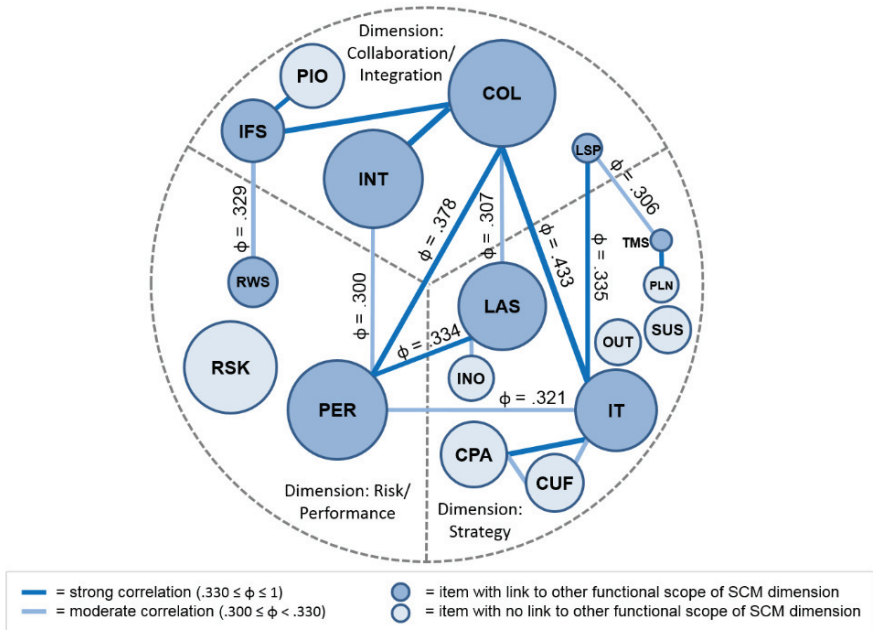 Dimension:
Collaboration/
Integration
PIO
COL
IFS
INT
LSP
ϕ = .306
ϕ = .329
ϕ = .378
ϕ = .307
ϕ = .433
ϕ = .335
TMS
RWS
PLN
ϕ = .300
LAS
SUS
OUT
ϕ = .334
RSK
INO
ϕ = .321
PER
IT
CPA
CUF
Dimension: Risk/
Performance
Dimension:
Strategy
= strong correlation (.330 ≤ ϕ ≤ 1)
= moderate correlation (.300 ≤ ϕ < .330)
= item with link to other functional scope of SCM dimension
= item with no link to other functional scope of SCM dimension